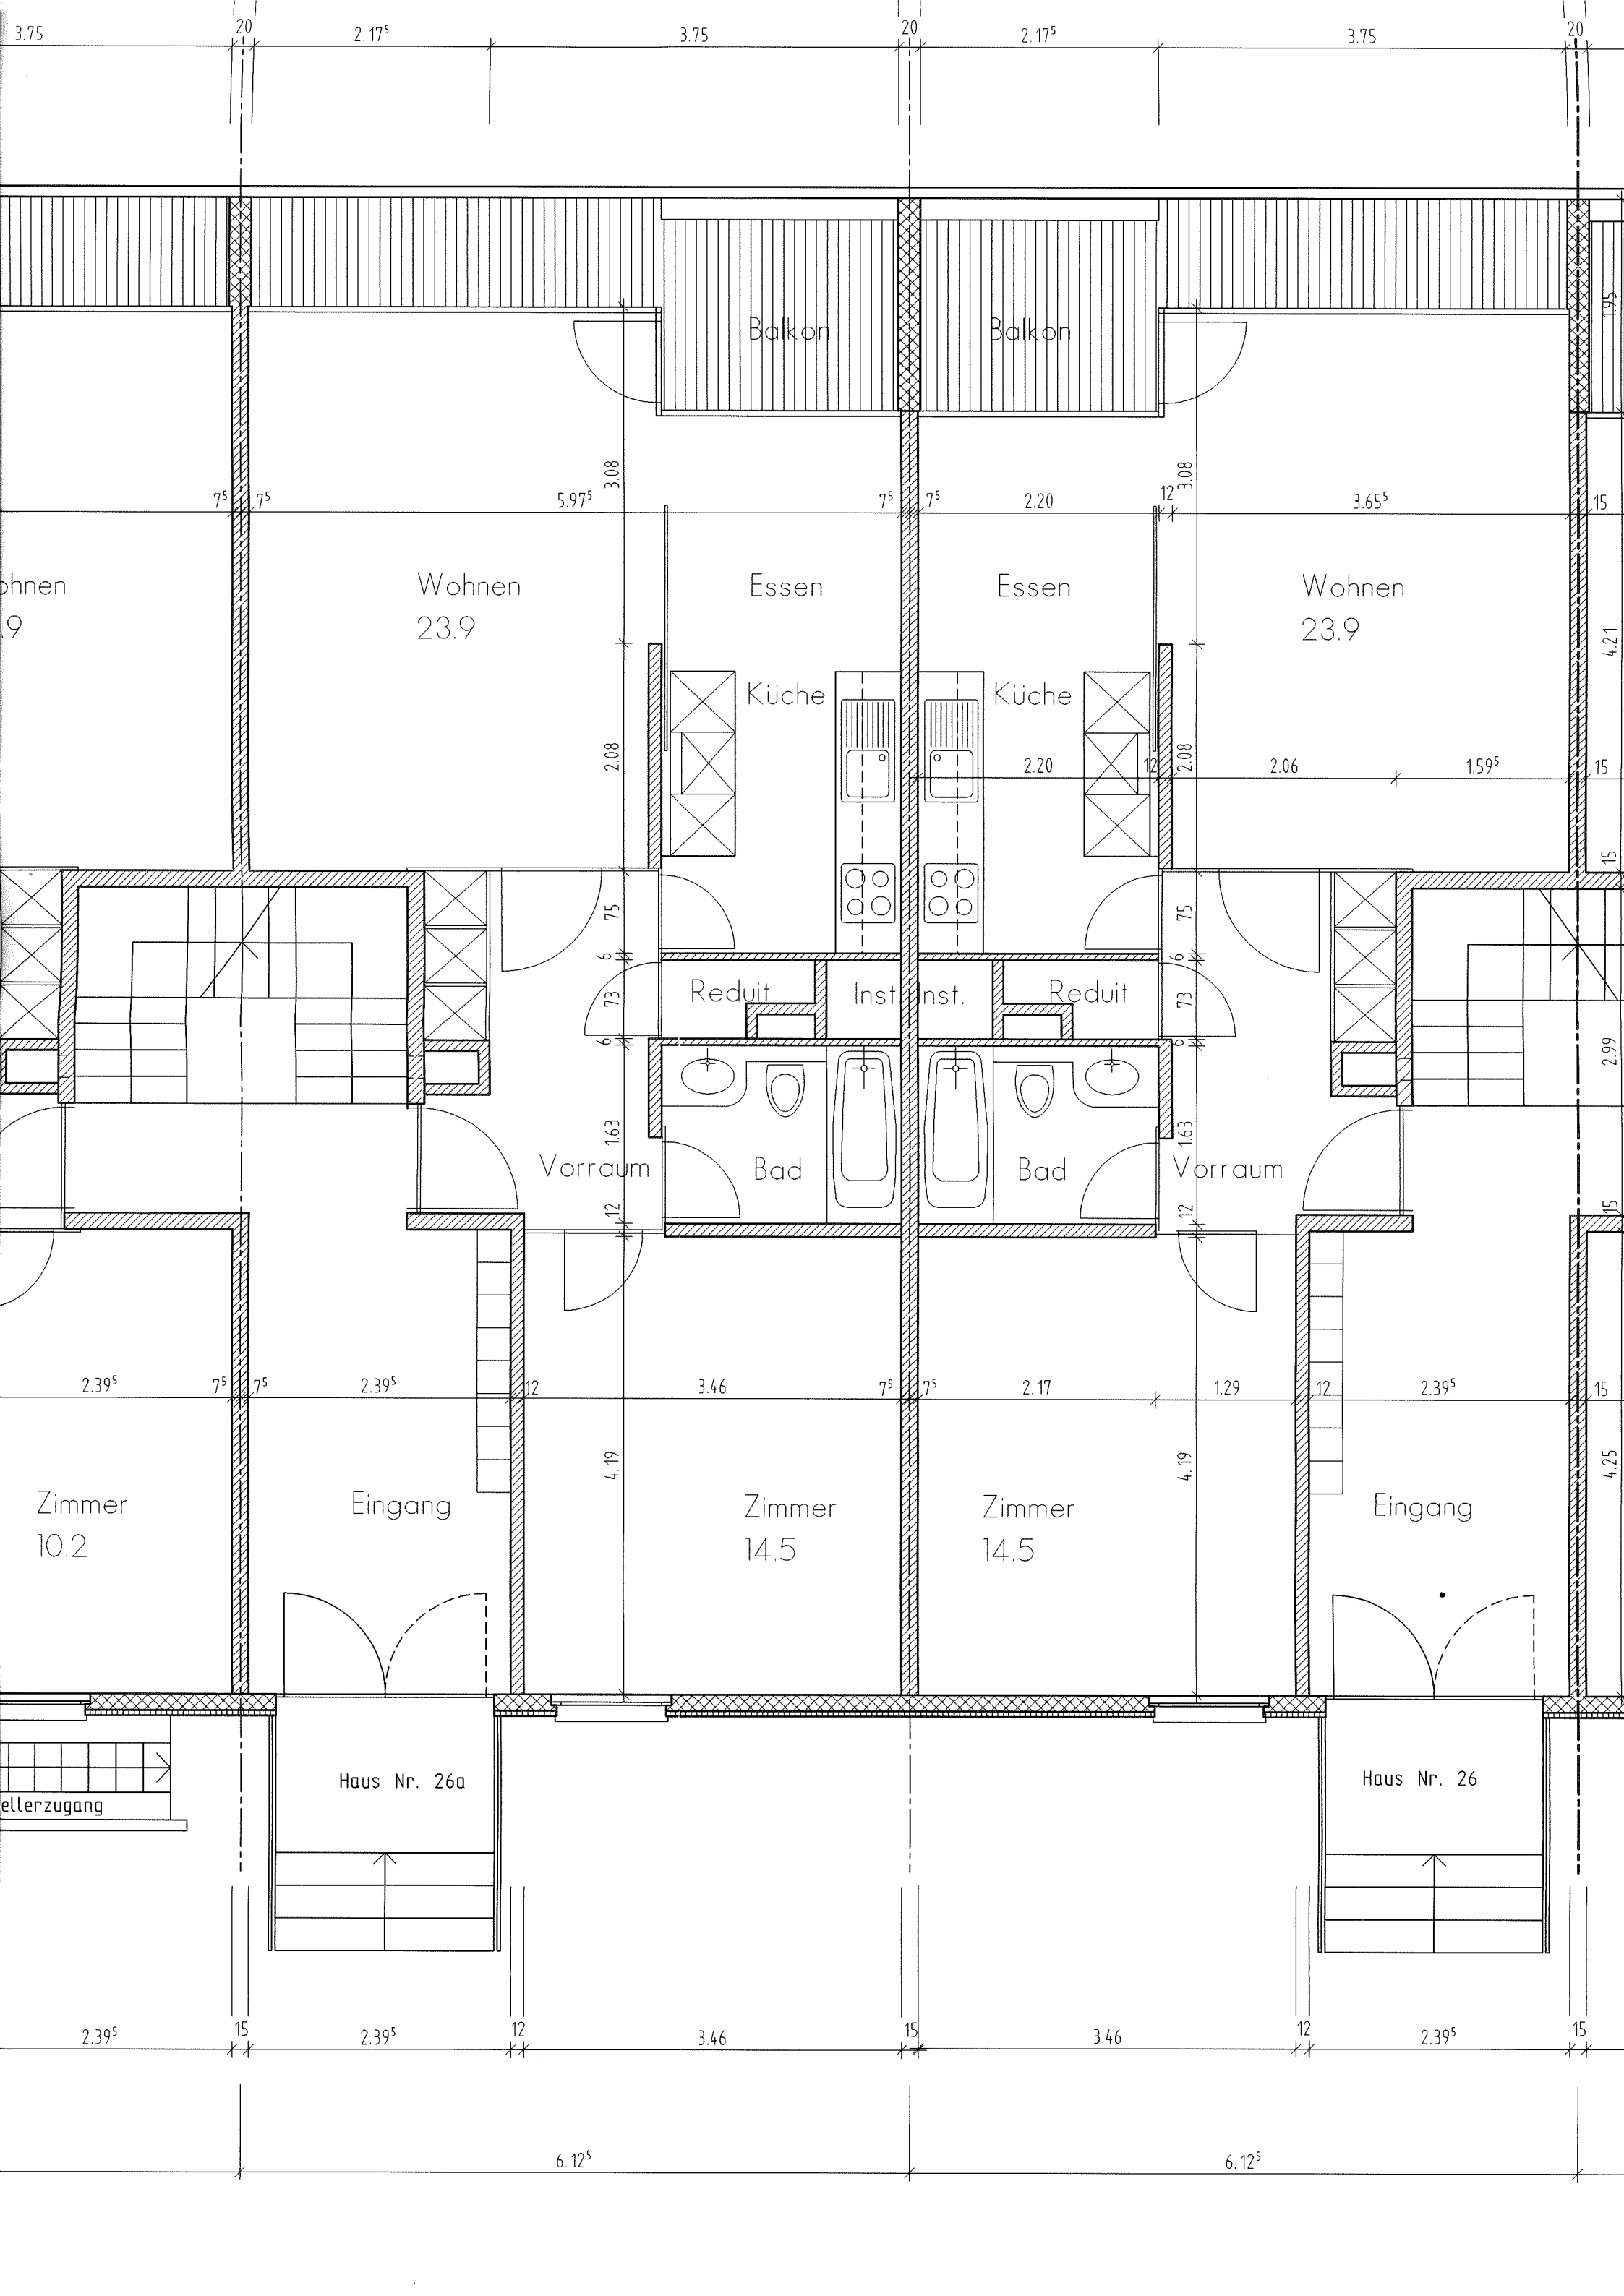 3.75 20 2.17⁵ 3.75 20 2.17⁵ 3.75 20
Balkon Balkon
1.95
3.08 3.08
7⁵ 7⁵ 5.97⁵ 7⁵ 7⁵ 2.20 12 3.65⁵ 15
ohnen Wohnen Essen Essen Wohnen
.9 23.9 23.9
4.21
Küche Küche
2.08 2.20 12 2.08 2.06 1.59⁵ 15
15
75 75
6 6
Reduit Inst. Inst. Reduit
73 73
6 6
2.99
1.63 1.63
Vorraum Bad Bad Vorraum
12 12 15
2.39⁵ 7⁵ 7⁵ 2.39⁵ 12 3.46 7⁵ 7⁵ 2.17 1.29 12 2.39⁵ 15
4.19 4.19 4.25
Zimmer Eingang Zimmer Zimmer Eingang
10.2 14.5 14.5
Haus Nr. 26a Haus Nr. 26
ellerzugang
2.39⁵ 15 2.39⁵ 12 3.46 15 3.46 12 2.39⁵ 15
6.12⁵ 6.12⁵